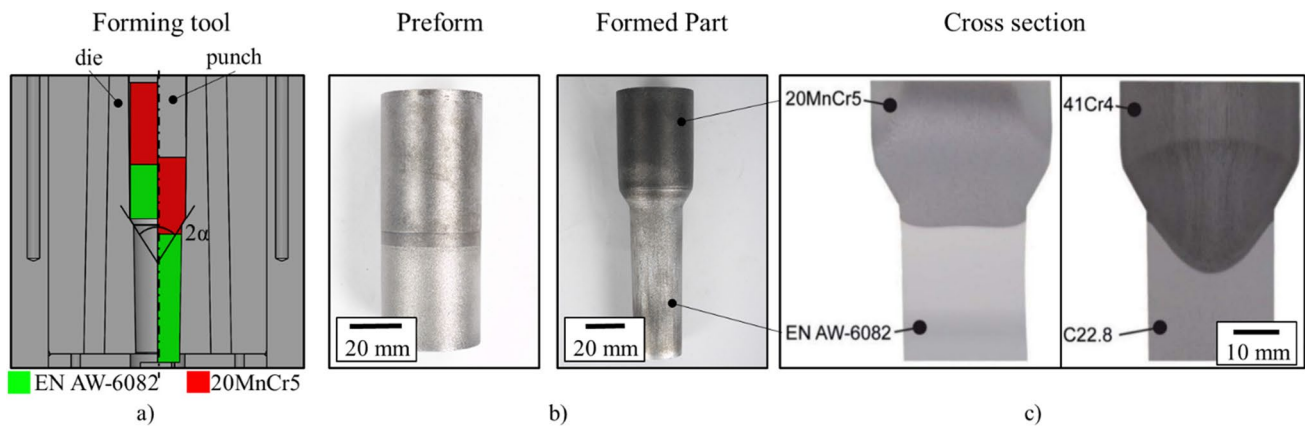 Forming tool
Preform
Formed Part
Cross section
die
punch
2α
20 mm
20 mm
20MnCr5
EN AW-6082
41Cr4
C22.8
10 mm
EN AW-6082
20MnCr5
a)
b)
c)